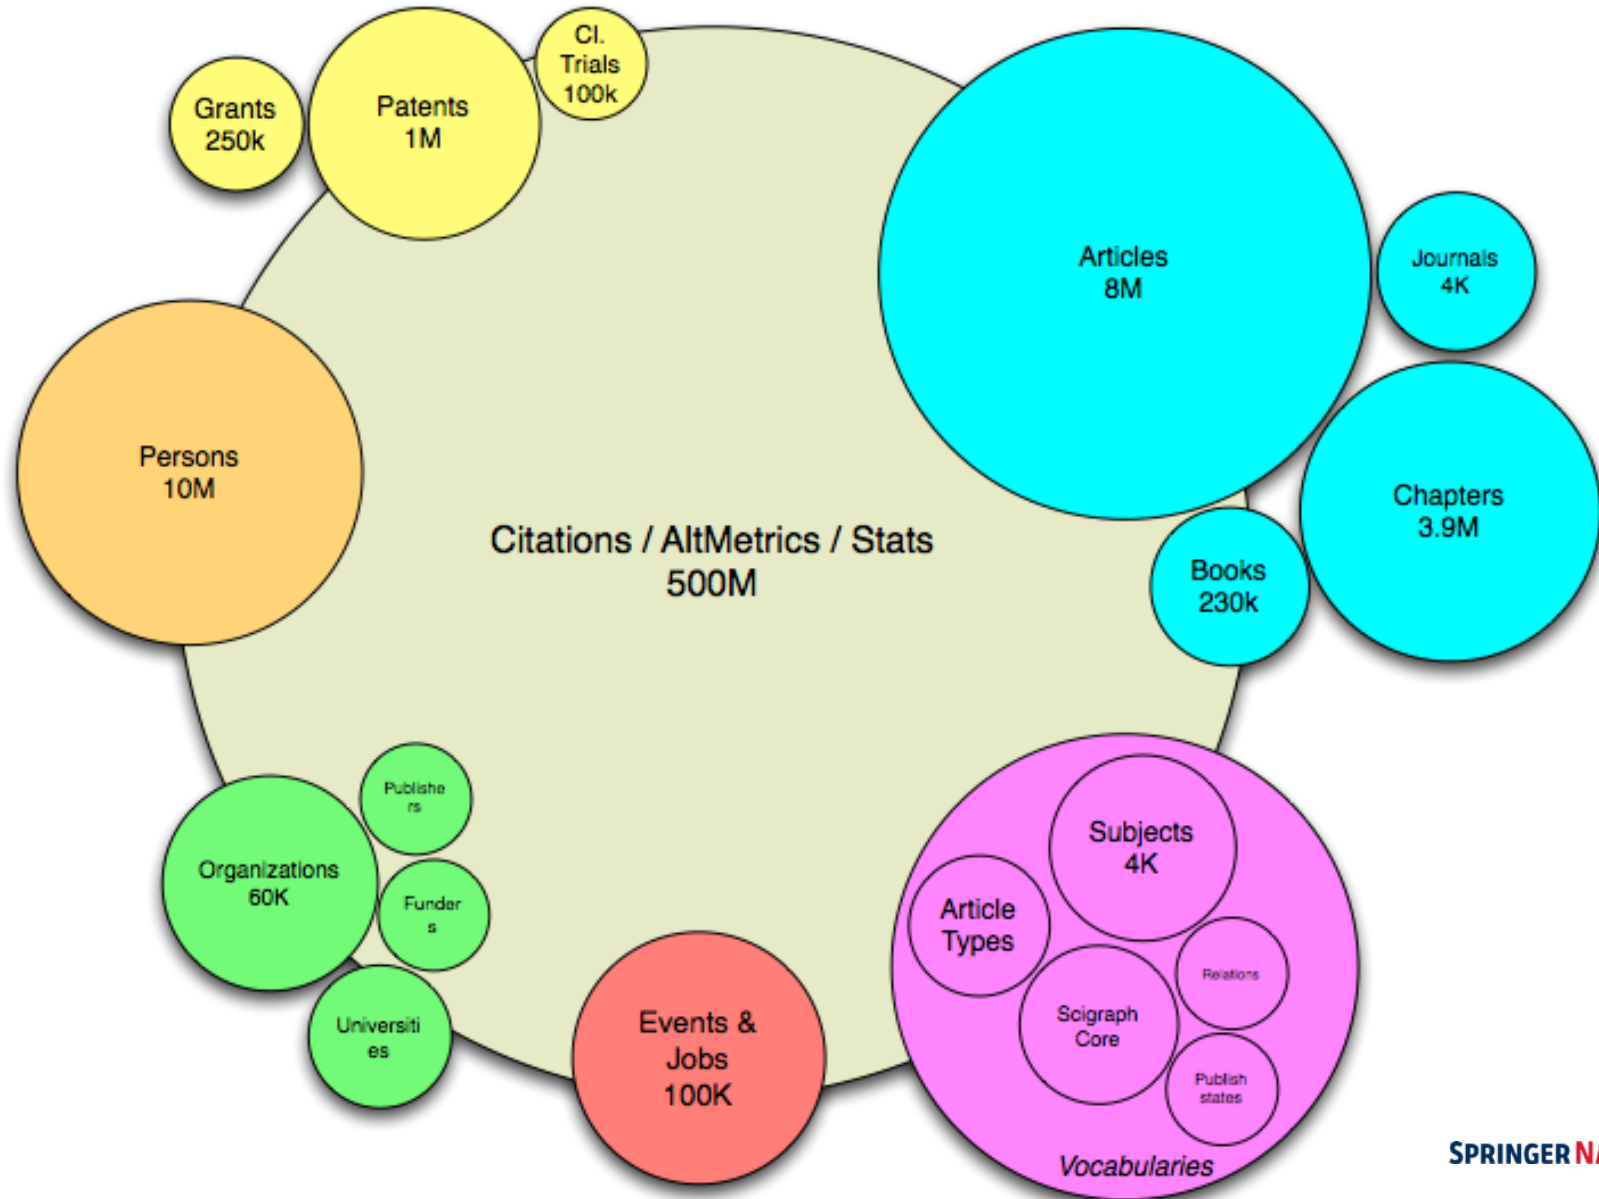 Cl.
Trials
100k
Grants
250k
Patents
1M
Articles
8M
Journals
4K
Persons
10M
Chapters
3.9M
Citations / AltMetrics / Stats
500M
Books
230k
Publishe
rs
Organizations
60K
Funder
s
Universiti
es
Events &
Jobs
100K
Subjects
4K
Article
Types
Relations
Scigraph
Core
Publish
states
Vocabularies
SPRINGER NA